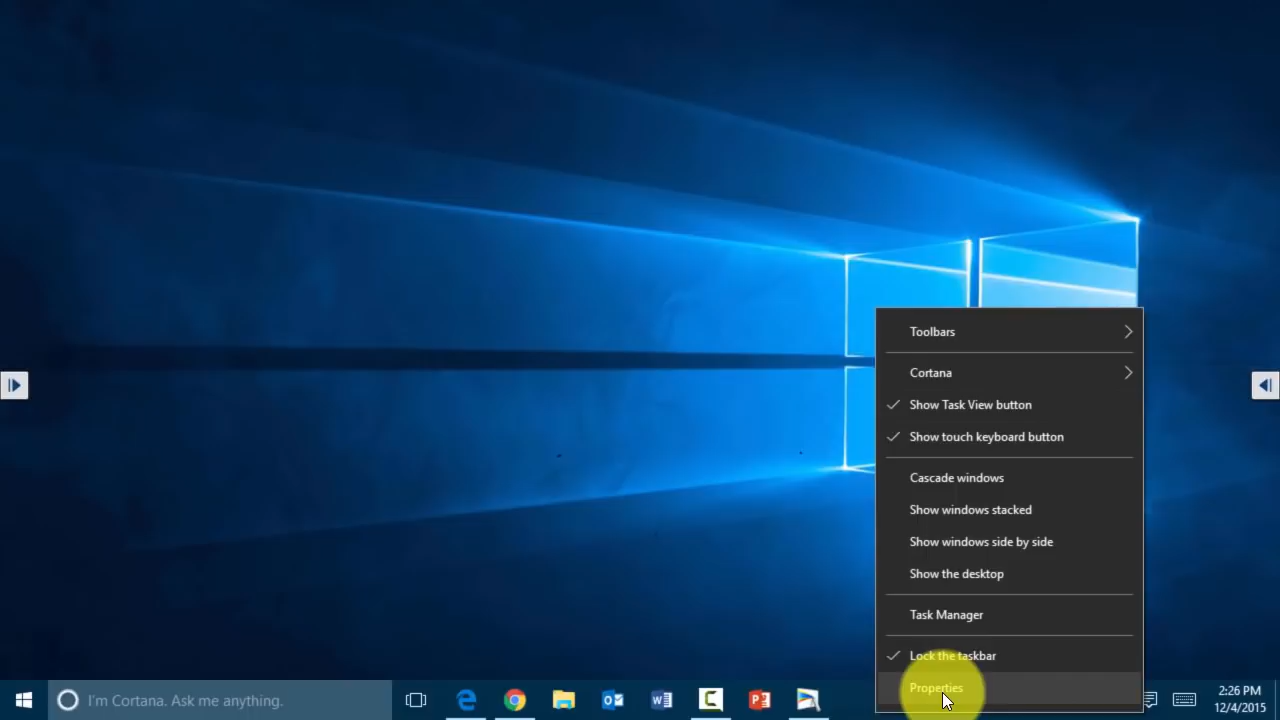 Toolbars
Cortana
Show Task View button
Show touch keyboard button
Cascade windows
Show windows stacked
Show windows side by side
Show the desktop
Task Manager
Lock the taskbar
Properties
I'm Cortana. Ask me anything.
2:26 PM
12/4/2015